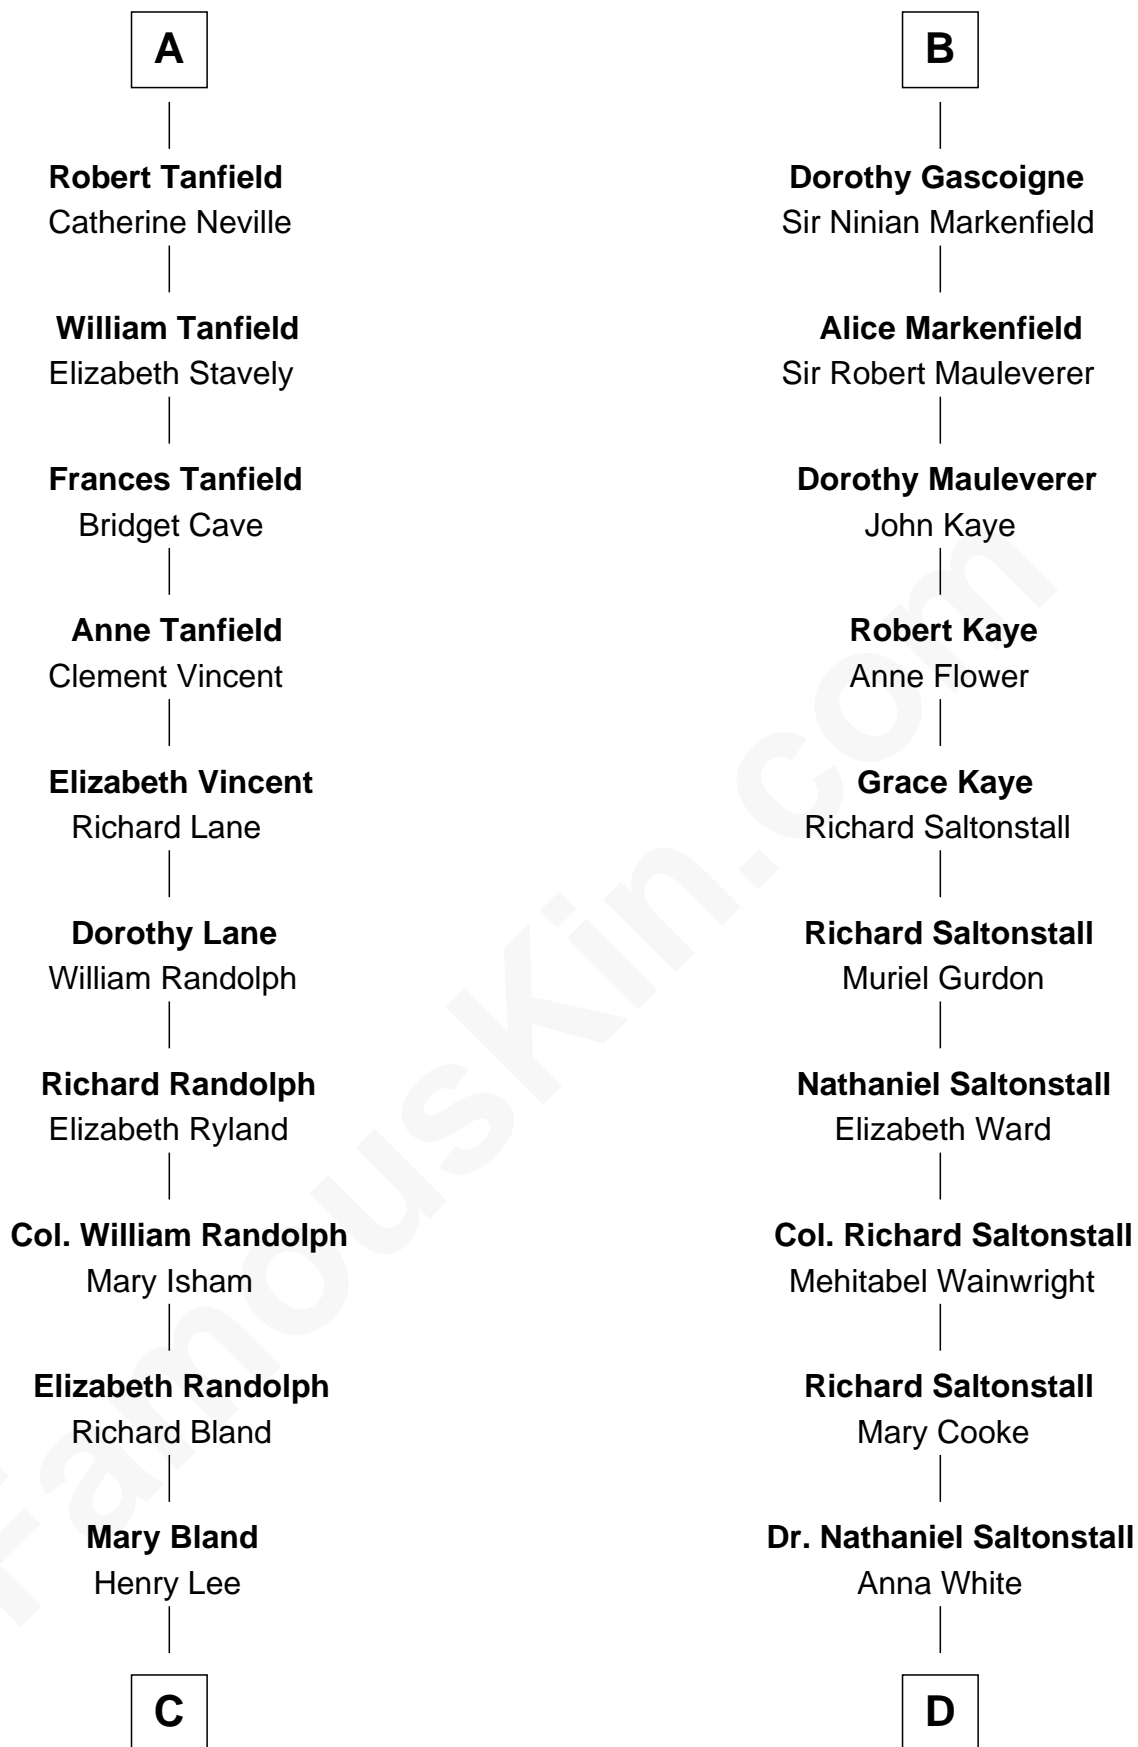 A
Robert Tanfield
Catherine Neville
William Tanfield
Elizabeth Stavely
Frances Tanfield
Bridget Cave
Anne Tanfield
Clement Vincent
Elizabeth Vincent
Richard Lane
Dorothy Lane
William Randolph
Richard Randolph
Elizabeth Ryland
Col. William Randolph
Mary Isham
Elizabeth Randolph
Richard Bland
Mary Bland
Henry Lee
C
B
Dorothy Gascoigne
Sir Ninian Markenfield
Alice Markenfield
Sir Robert Mauleverer
Dorothy Mauleverer
John Kaye
Robert Kaye
Anne Flower
Grace Kaye
Richard Saltonstall
Richard Saltonstall
Muriel Gurdon
Nathaniel Saltonstall
Elizabeth Ward
Col. Richard Saltonstall
Mehitabel Wainwright
Richard Saltonstall
Mary Cooke
Dr. Nathaniel Saltonstall
Anna White
D
FamousKin.com